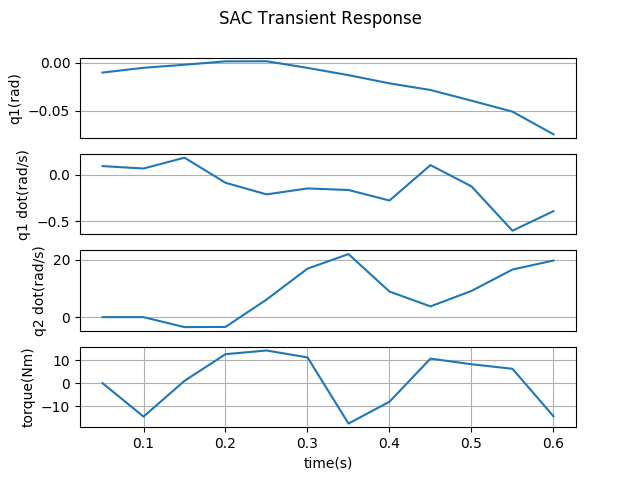 SAC Transient Response
0.00
−0.05
q1(rad)
0.0
−0.5
q1 dot(rad/s)
20
0
q2 dot(rad/s)
10
0
−10
torque(Nm)
0.1 0.2 0.3 0.4 0.5 0.6
time(s)